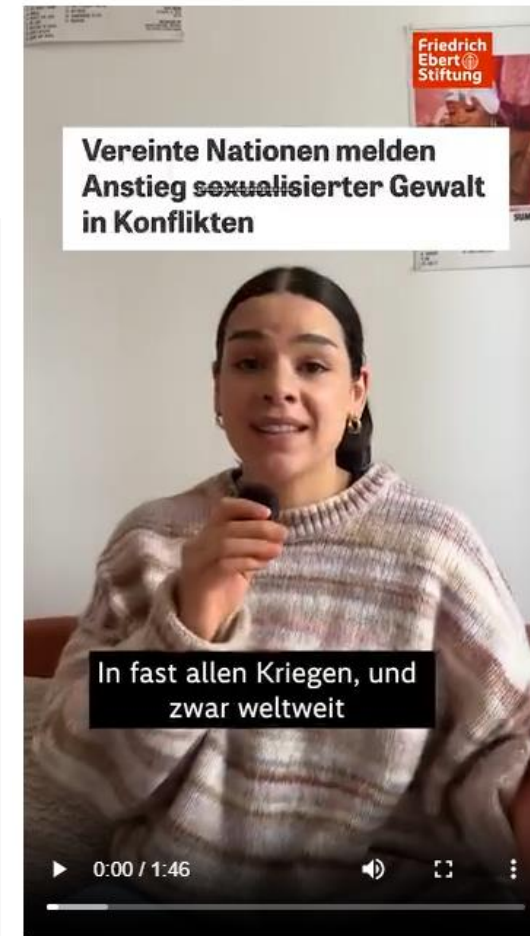 Friedrich
Ebert
Stiftung
Vereinte Nationen melden
Anstieg sexualisierter Gewalt
in Konflikten
In fast allen Kriegen, und
zwar weltweit
0:00 / 1:46